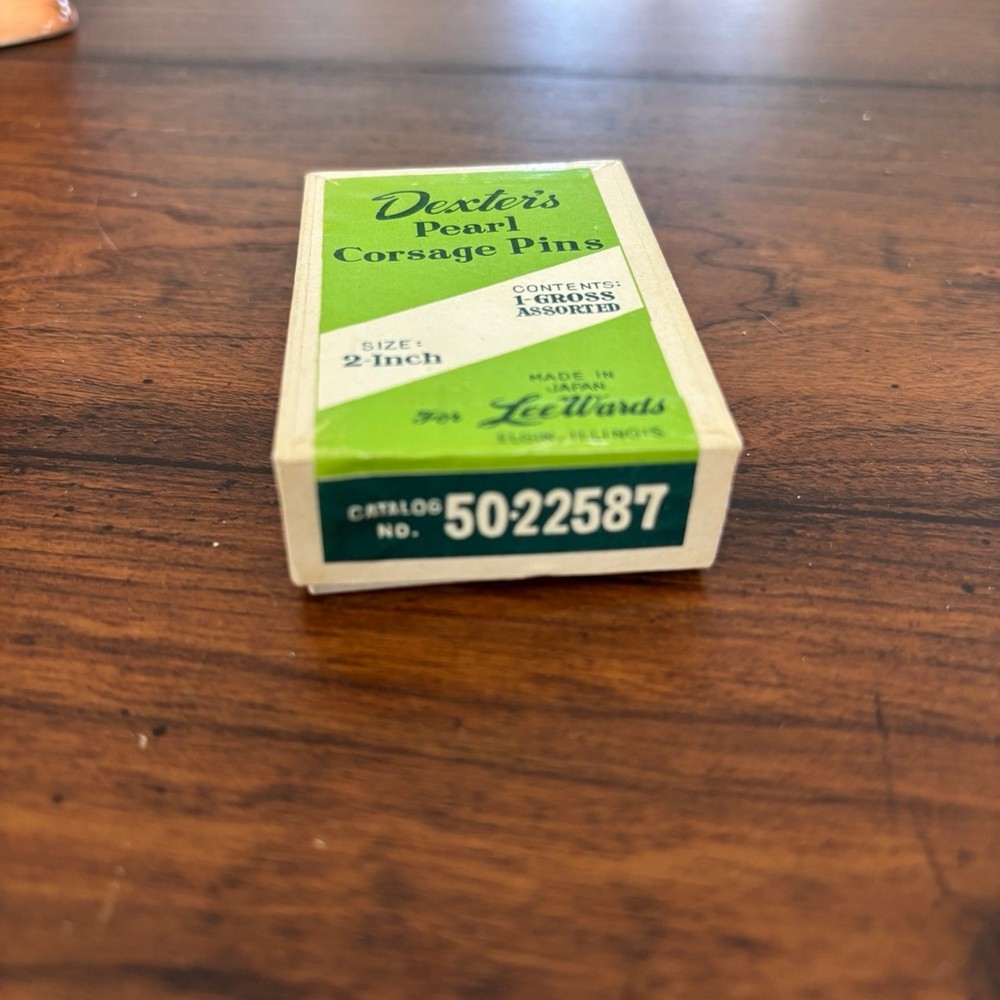 Dexter's
Pearl
Corsage Pins
CONTENTS:
1-GROSS
ASSORTED
SIZE:
2-Inch
MADE IN
JAPAN
For LeeWards
ELGIN, ILLINOIS
CATALOG
NO. 50-22587